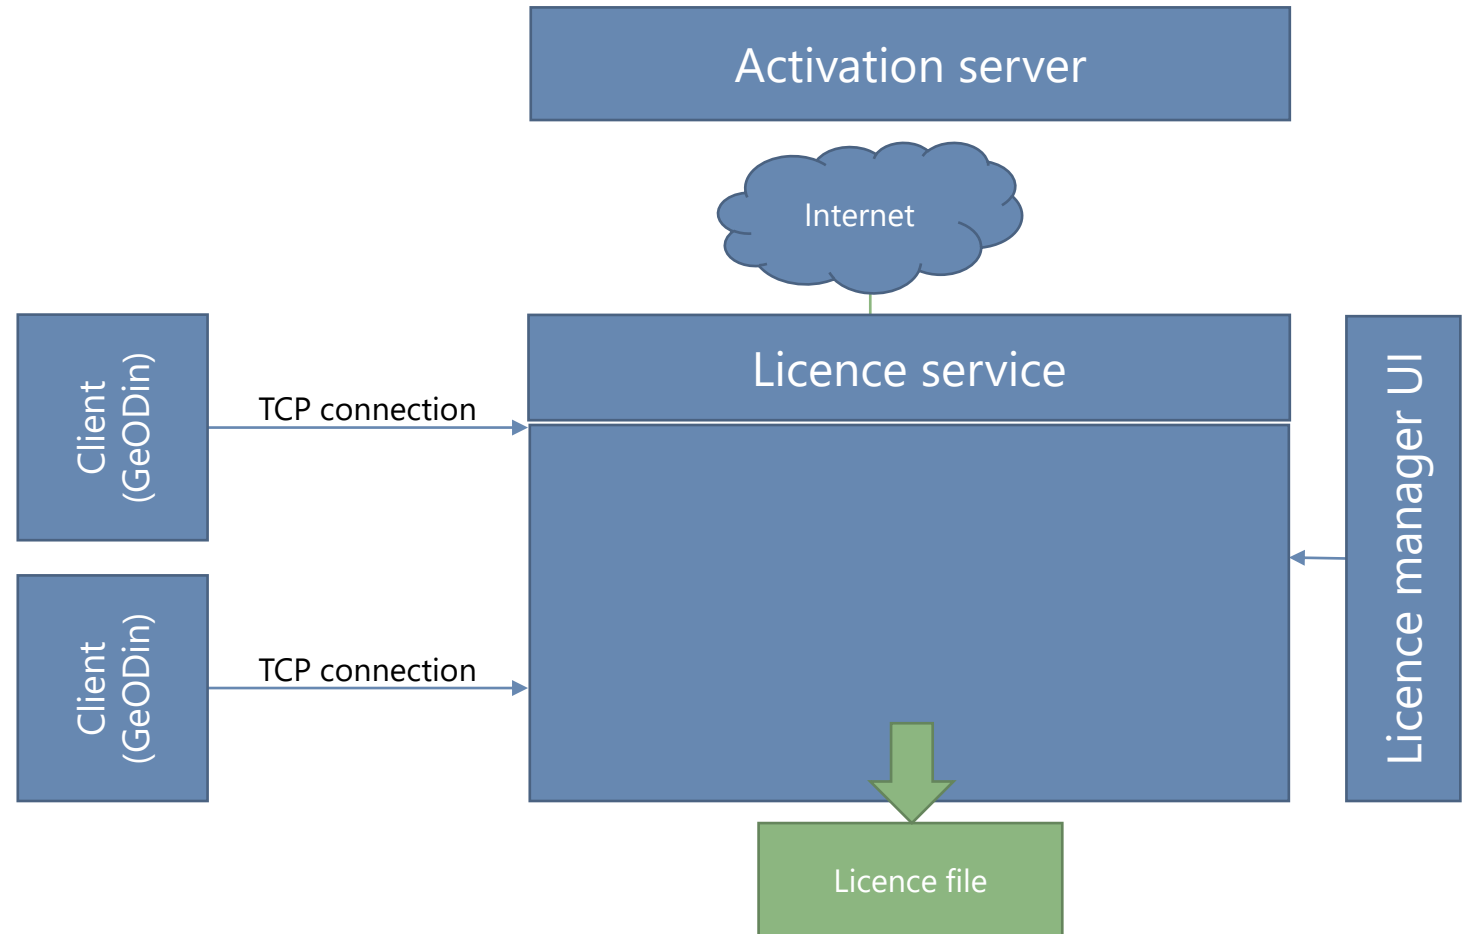 Activation server
Internet
Licence service
Client
(GeODin)
TCP connection
Licence manager UI
Client
(GeODin)
TCP connection
Licence file